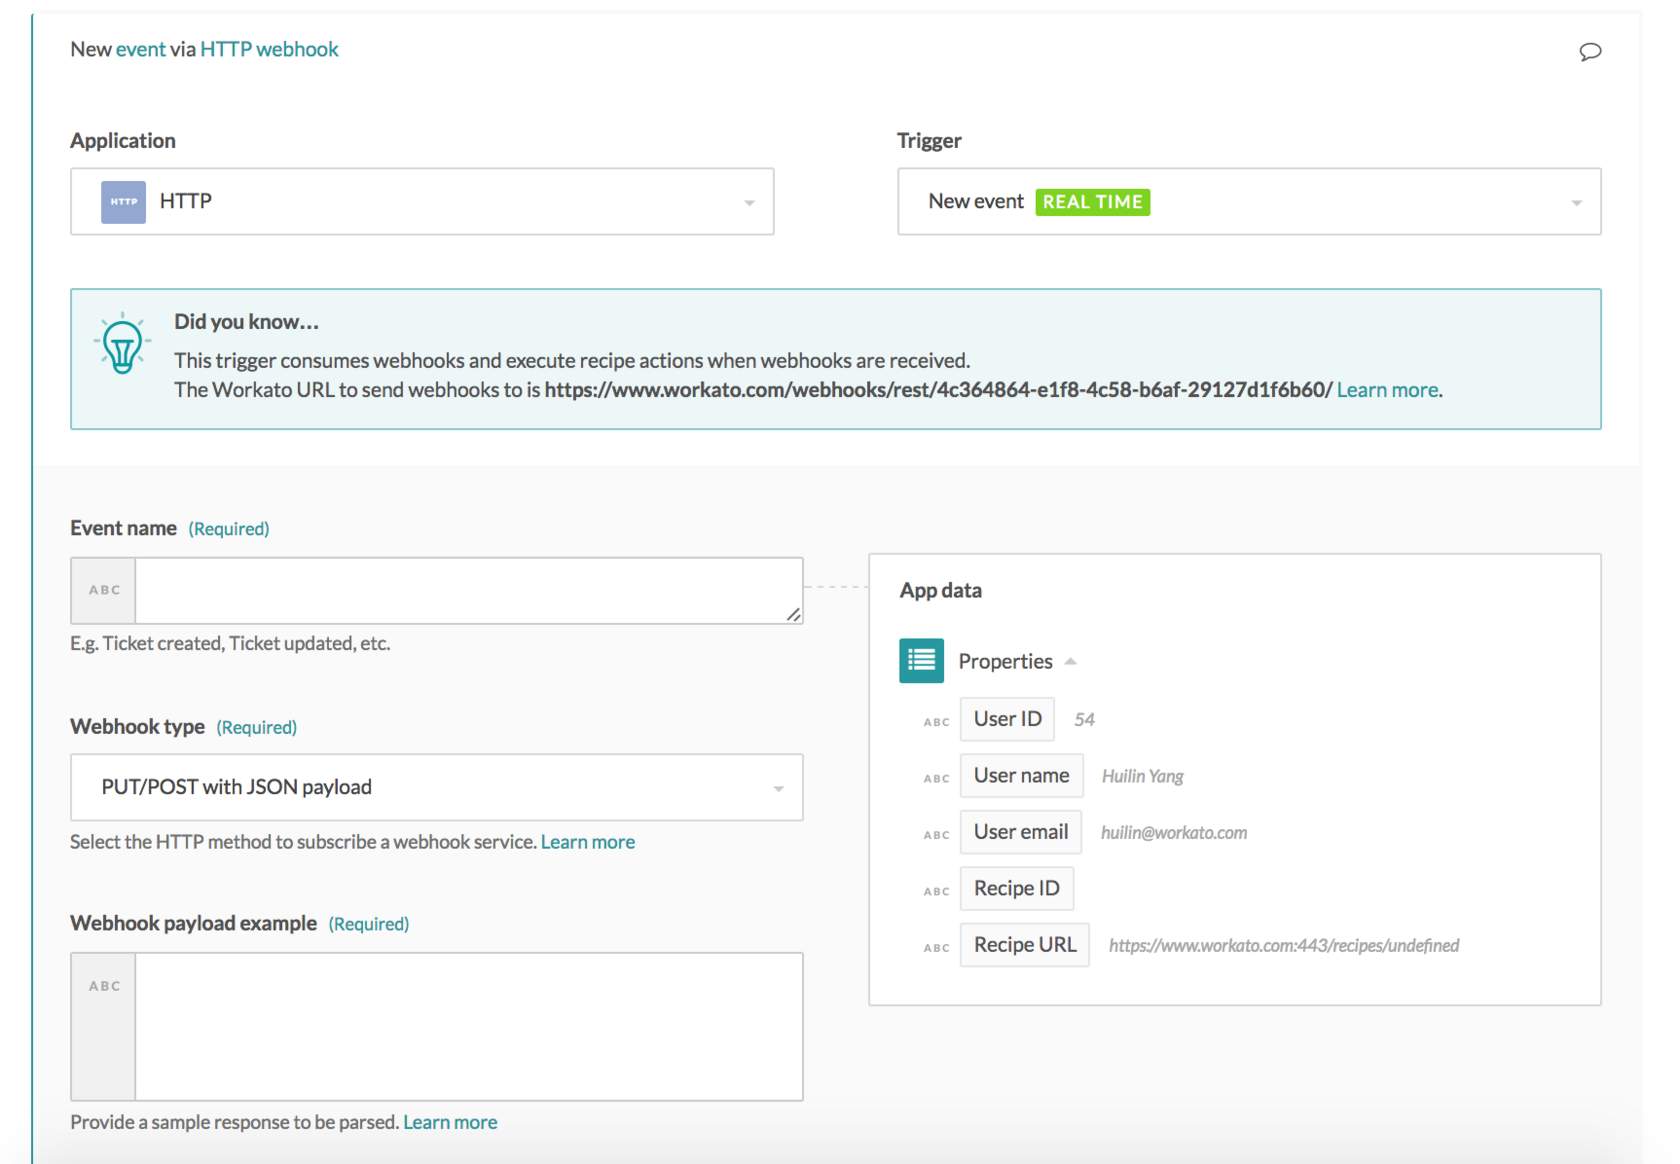 New event via HTTP webhook
Application
HTTP HTTP
Trigger
New event REAL TIME
Did you know...
This trigger consumes webhooks and execute recipe actions when webhooks are received.
The Workato URL to send webhooks to is https://www.workato.com/webhooks/rest/4c364864-e1f8-4c58-b6af-29127d1f6b60/ Learn more.
Event name (Required)
ABC
E.g. Ticket created, Ticket updated, etc.
Webhook type (Required)
PUT/POST with JSON payload
Select the HTTP method to subscribe a webhook service. Learn more
Webhook payload example (Required)
ABC
Provide a sample response to be parsed. Learn more
App data
Properties
ABC User ID 54
ABC User name Huilin Yang
ABC User email huilin@workato.com
ABC Recipe ID
ABC Recipe URL https://www.workato.com:443/recipes/undefined